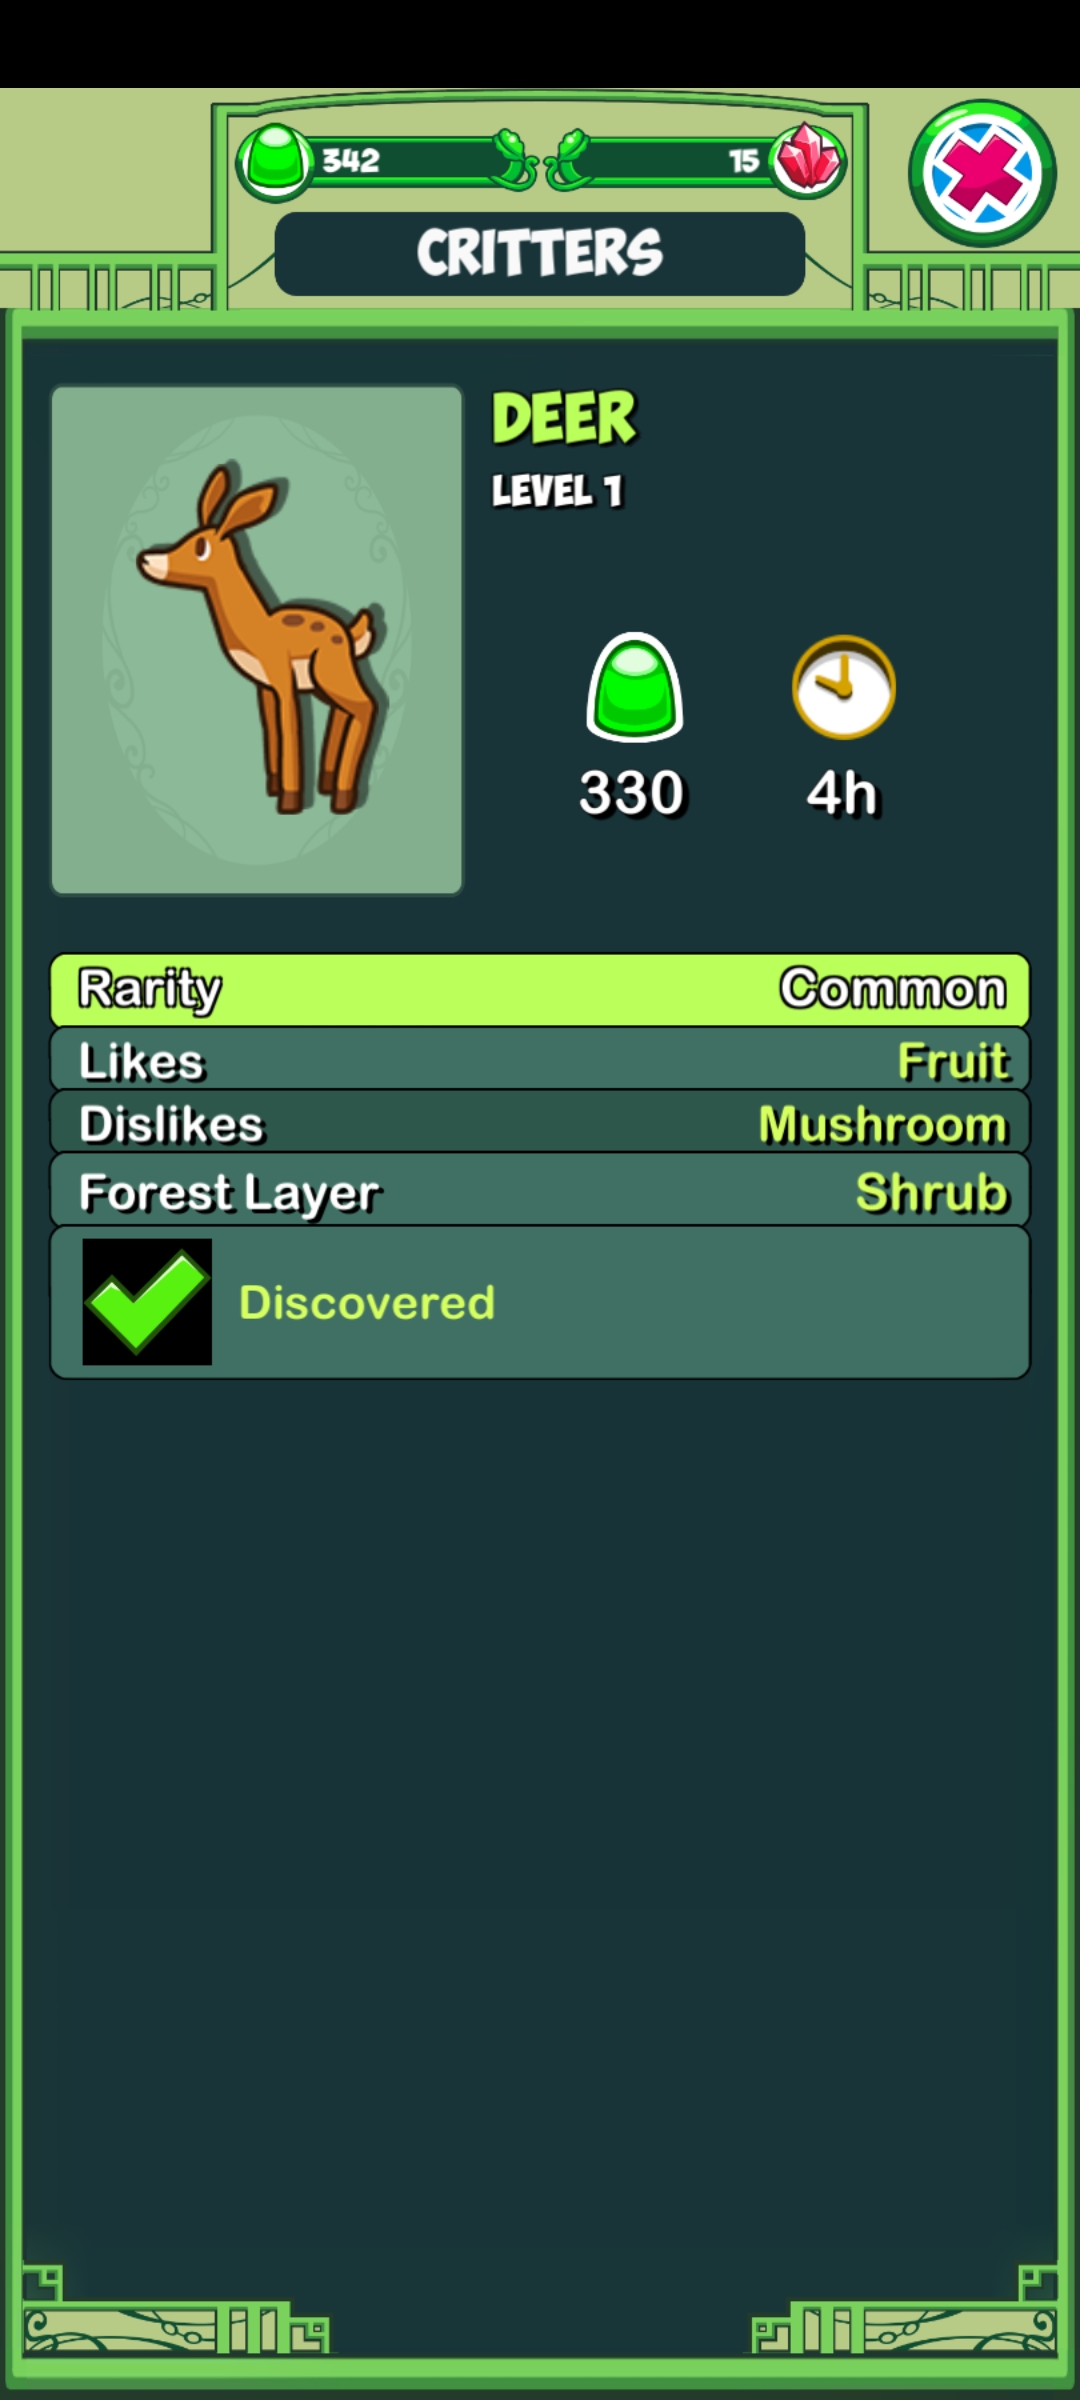 342
15
CRITTERS
DEER
LEVEL 1
330
4h
Rarity Common
Likes Fruit
Dislikes Mushroom
Forest Layer Shrub
Discovered